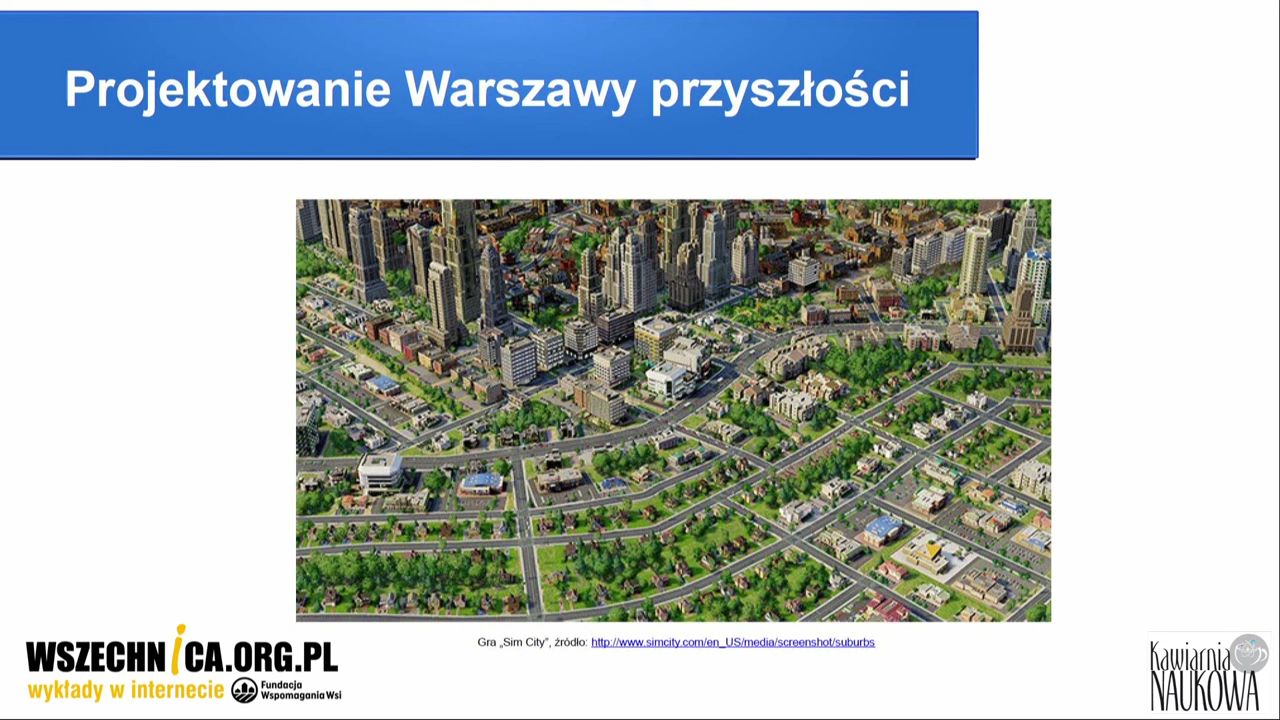 Projektowanie Warszawy przyszłości
Gra „Sim City”, źródło: http://www.simcity.com/en_US/media/screenshot/suburbs
WSZECHNiCA.ORG.PL
wykłady w internecie
Fundacja
Wspomagania Wsi
Kawiarnia
NAUKOWA